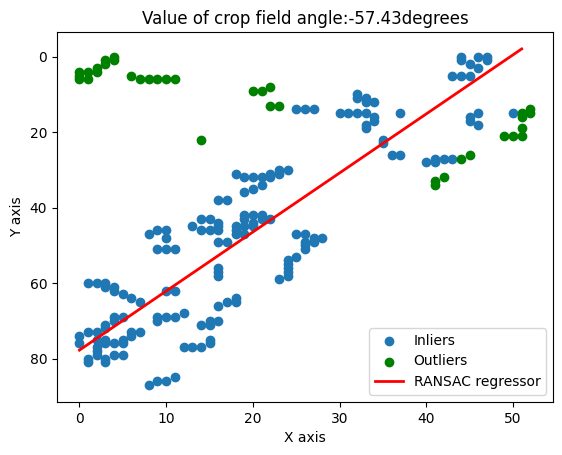 Value of crop field angle:-57.43degrees
0
20
40
60
80
Y axis
0 10 20 30 40 50
X axis
Inliers
Outliers
RANSAC regressor